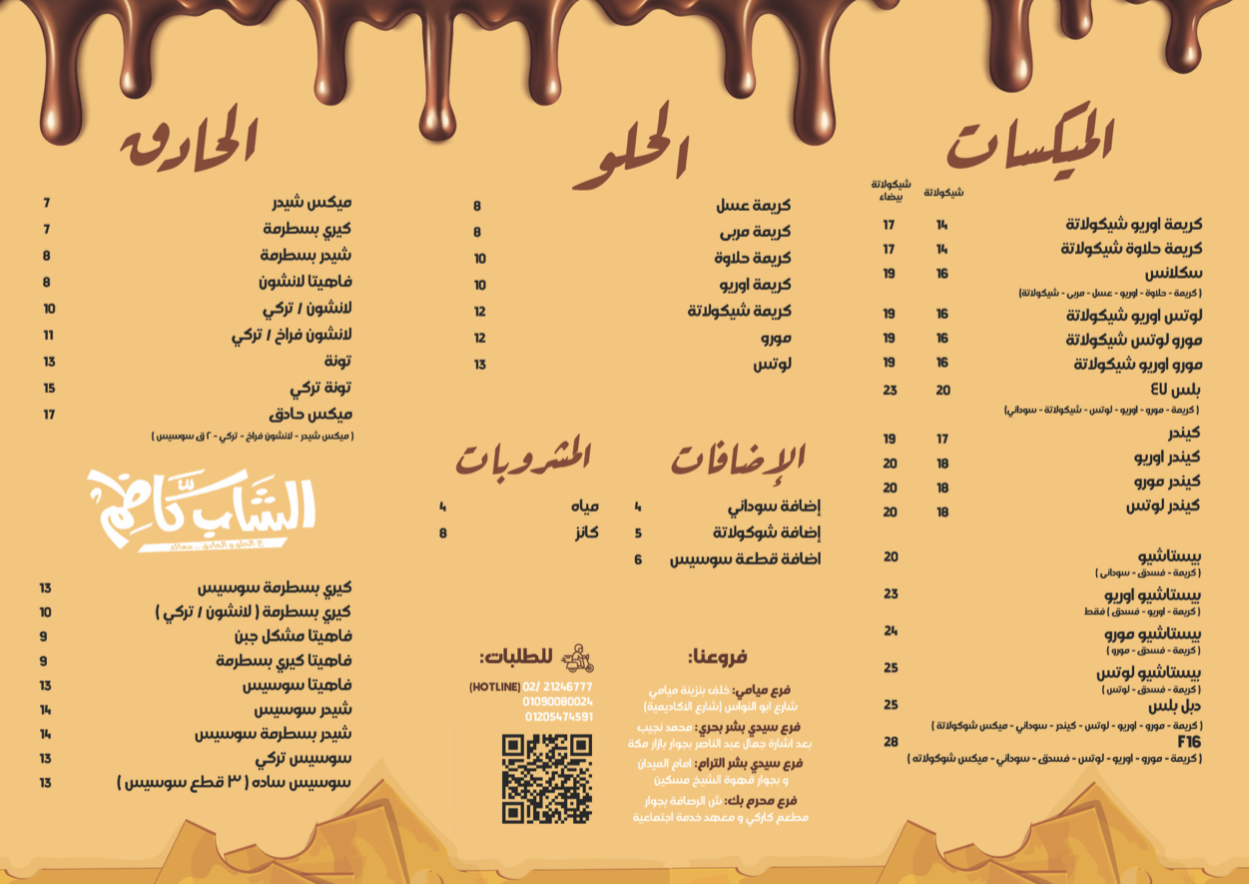 الميكسات
شيكولاتة شيكولاتة بيضاء
كريمة اوريو شيكولاتة 14 17
كريمة حلاوة شيكولاتة 14 17
سكلانس 16 19
( كريمة - حلاوة - اوريو - عسل - مربى - شيكولاتة)
لوتس اوريو شيكولاتة 16 19
مورو لوتس شيكولاتة 16 19
مورو اوريو شيكولاتة 16 19
بلس ٤٧ 20 23
( كريمة - مورو - اوريو - لوتس - شيكولاتة - سوداني)
كيندر 17 19
كيندر اوريو 18 20
كيندر مورو 18 20
كيندر لوتس 18 20
بيستاشيو 20
( كريمة - فسدق - سودانى )
بيستاشيو اوريو 23
( كريمة - اوريو - فسدق ) فقط
بيستاشيو مورو 24
( كريمة - فسدق - مورو )
بيستاشيو لوتس 25
( كريمة - فسدق - لوتس )
دبل بلس 25
( كريمة - مورو - اوريو - لوتس - كيندر - سوداني - ميكس شوكولاتة )
F16 28
( كريمة - مورو - اوريو - لوتس - فسدق - سوداني - ميكس شوكولاته )
الحلو
كريمة عسل 8
كريمة مربى 8
كريمة حلاوة 10
كريمة اوريو 10
كريمة شيكولاتة 12
مورو 12
لوتس 13
الإضافات
إضافة سوداني 4
إضافة شوكولاتة 5
اضافة قطعة سوسيس 6
المشروبات
مياه 4
كانز 8
فروعنا:
فرع ميامي: خلف بنزينة ميامي
شارع ابو النواس (شارع الاكاديمية)
فرع سيدي بشر بحري: محمد نجيب
بعد اشارة جمال عبد الناصر بجوار بازار مكة
فرع سيدي بشر الترام: امام الميدان
و بجوار قهوة الشيخ مسكين
فرع محرم بك: ش الرصافة بجوار
مطعم كاركي و معهد خدمة اجتماعية
للطلبات:
(HOTLINE) 02/ 21246777
01090080024
01205474591
الحادق
ميكس شيدر 7
كيري بسطرمة 7
شيدر بسطرمة 8
فاهيتا لانشون 8
لانشون / تركي 10
لانشون فراخ / تركي 11
تونة 13
تونة تركي 15
ميكس حادق 17
( ميكس شيدر - لانشون فراخ - تركي - ٢ ق سوسيس )
الشاب كاظم
كيري بسطرمة سوسيس 13
كيري بسطرمة ( لانشون / تركي ) 10
فاهيتا مشكل جبن 9
فاهيتا كيري بسطرمة 9
فاهيتا سوسيس 13
شيدر سوسيس 14
شيدر بسطرمة سوسيس 14
سوسيس تركي 13
سوسيس ساده ( ٣ قطع سوسيس ) 13